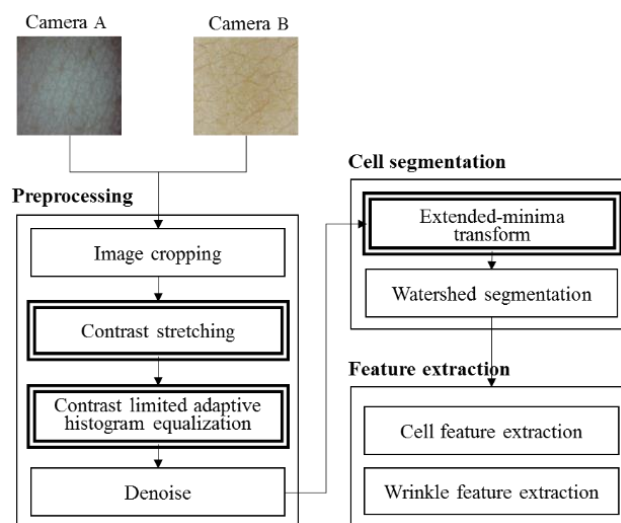 Camera A
Camera B
Preprocessing
Image cropping
Contrast stretching
Contrast limited adaptive
histogram equalization
Denoise
Cell segmentation
Extended-minima
transform
Watershed segmentation
Feature extraction
Cell feature extraction
Wrinkle feature extraction